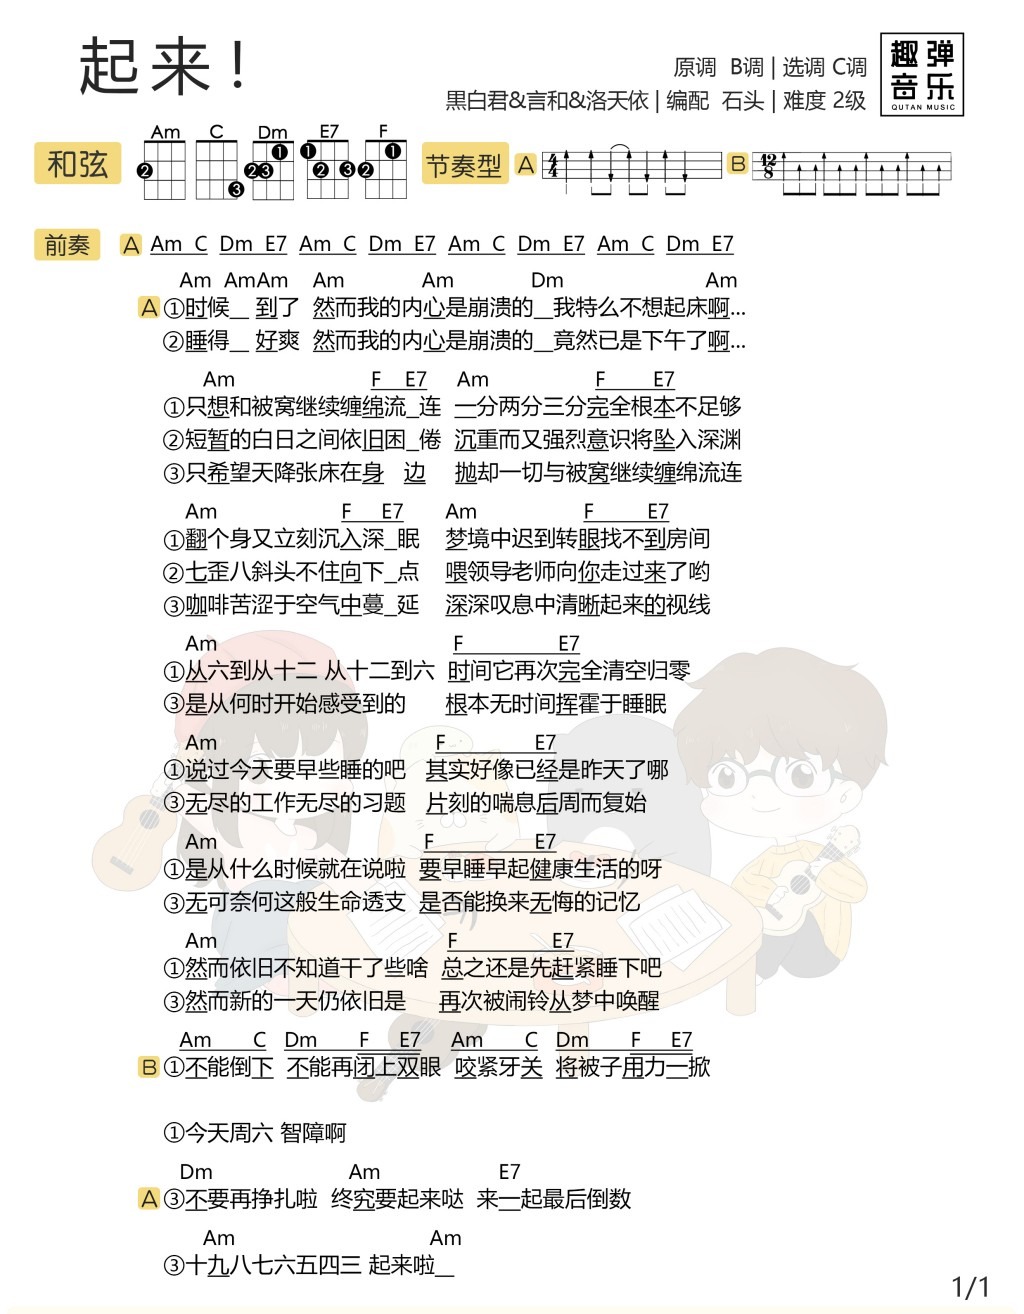 起来！
原调 B调 | 选调 C调
黒白君&言和&洛天依 | 编配 石头 | 难度 2级
趣弹
音乐
QUTAN MUSIC
和弦 Am C Dm E7 F 节奏型 A 4/4 B 12/8
2 3 1 2 3 1 2 3 1 2
前奏 A Am C Dm E7 Am C Dm E7 Am C Dm E7 Am C Dm E7
Am Am Am Am Am Dm Am
A ①时候__ 到了 然而我的内心是崩溃的__我特么不想起床啊...
②睡得__ 好爽 然而我的内心是崩溃的__竟然已是下午了啊...
Am F E7 Am F E7
①只想和被窝继续缠绵流_连 一分两分三分完全根本不足够
②短暂的白日之间依旧困_倦 沉重而又强烈意识将坠入深渊
③只希望天降张床在身 边 抛却一切与被窝继续缠绵流连
Am F E7 Am F E7
①翻个身又立刻沉入深_眠 梦境中迟到转眼找不到房间
②七歪八斜头不住向下_点 喂领导老师向你走过来了哟
③咖啡苦涩于空气中蔓_延 深深叹息中清晰起来的视线
Am F E7
①从六到从十二 从十二到六 时间它再次完全清空归零
③是从何时开始感受到的 根本无时间挥霍于睡眠
Am F E7
①说过今天要早些睡的吧 其实好像已经是昨天了哪
③无尽的工作无尽的习题 片刻的喘息后周而复始
Am F E7
①是从什么时候就在说啦 要早睡早起健康生活的呀
③无可奈何这般生命透支 是否能换来无悔的记忆
Am F E7
①然而依旧不知道干了些啥 总之还是先赶紧睡下吧
③然而新的一天仍依旧是 再次被闹铃从梦中唤醒
Am C Dm F E7 Am C Dm F E7
B ①不能倒下 不能再闭上双眼 咬紧牙关 将被子用力一掀
①今天周六 智障啊
Dm Am E7
A ③不要再挣扎啦 终究要起来哒 来一起最后倒数
Am Am
③十九八七六五四三 起来啦__
1/1